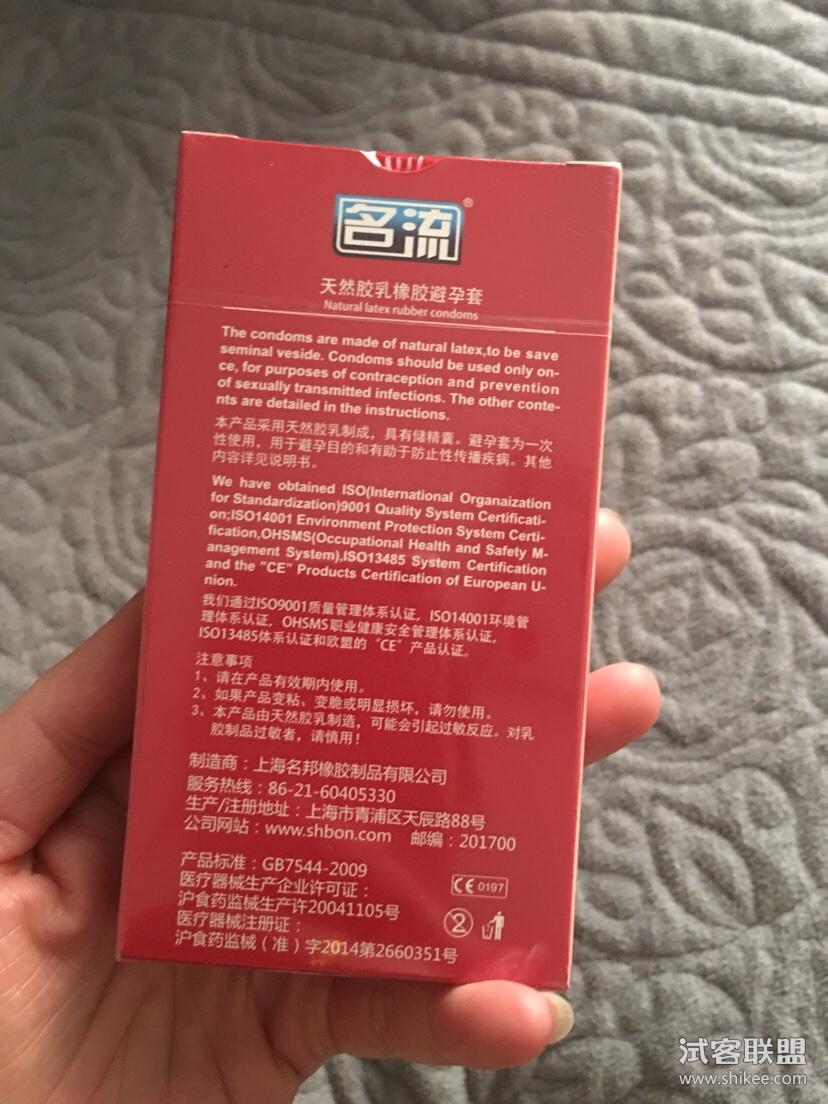 名流®
天然胶乳橡胶避孕套
Natural latex rubber condoms
The condoms are made of natural latex,to be save
seminal veside. Condoms should be used only on-
ce, for purposes of contraception and prevention
of sexually transmitted infections. The other conte-
nts are detailed in the instructions.
本产品采用天然胶乳制成，具有储精囊。避孕套为一次
性使用，用于避孕目的和有助于防止性传播疾病。其他
内容详见说明书。
We have obtained ISO(International Organaization
for Standardization)9001 Quality System Certificati-
on;ISO14001 Environment Protection System Certi-
fication,OHSMS(Occupational Health and Safety M-
anagement System),ISO13485 System Certification
and the "CE" Products Certification of European U-
nion.
我们通过ISO9001质量管理体系认证，ISO14001环境管
理体系认证，OHSMS职业健康安全管理体系认证，
ISO13485体系认证和欧盟的“CE”产品认证。
注意事项
1、请在产品有效期内使用。
2、如果产品变粘、变脆或明显损坏，请勿使用。
3、本产品由天然胶乳制造，可能会引起过敏反应。对乳
胶制品过敏者，请慎用！
制造商：上海名邦橡胶制品有限公司
服务热线：86-21-60405330
生产/注册地址：上海市青浦区天辰路88号
公司网站：www.shbon.com 邮编：201700
产品标准：GB7544-2009
医疗器械生产企业许可证：
沪食药监械生产许20041105号
医疗器械注册证：
沪食药监械（准）字2014第2660351号
CE 0197
2
试客联盟
www.shikee.com